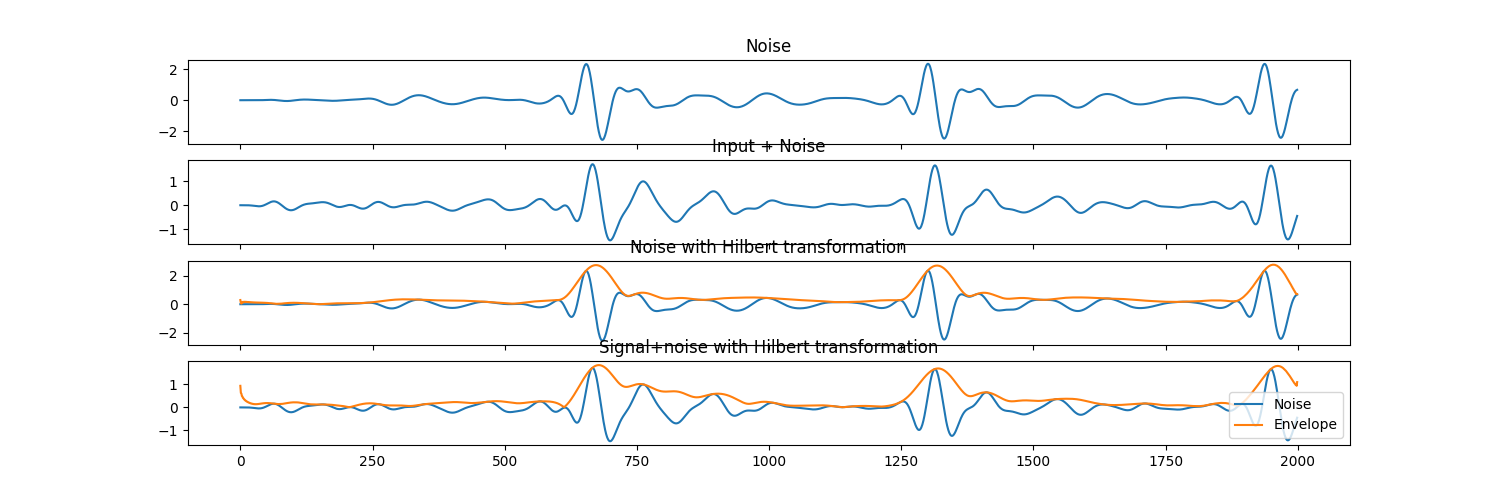 Noise
2
0
−2
Input + Noise
1
0
−1
Noise with Hilbert transformation
2
0
−2
Signal+noise with Hilbert transformation
1
0
−1
Noise
Envelope
0 250 500 750 1000 1250 1500 1750 2000